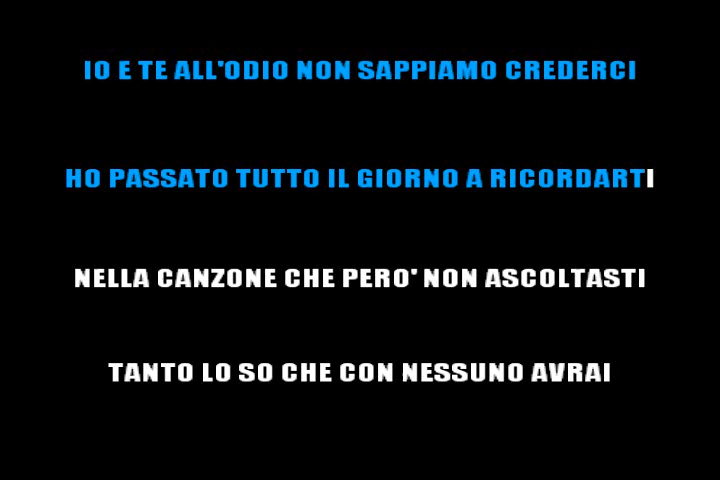 IO E TE ALL'ODIO NON SAPPIAMO CREDERCI
HO PASSATO TUTTO IL GIORNO A RICORDARTI
NELLA CANZONE CHE PERO' NON ASCOLTASTI
TANTO LO SO CHE CON NESSUNO AVRAI